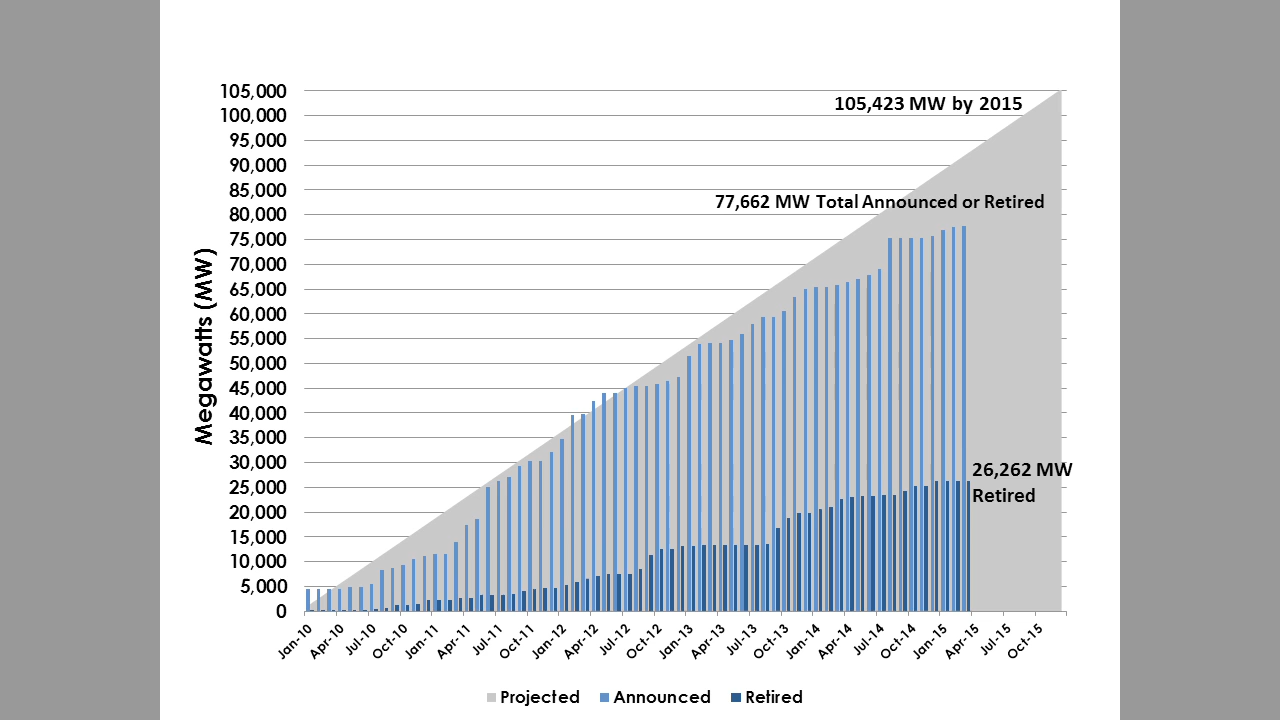 105,423 MW by 2015
77,662 MW Total Announced or Retired
26,262 MW
Retired
Megawatts (MW)
105,000
100,000
95,000
90,000
85,000
80,000
75,000
70,000
65,000
60,000
55,000
50,000
45,000
40,000
35,000
30,000
25,000
20,000
15,000
10,000
5,000
0
Jan-10
Apr-10
Jul-10
Oct-10
Jan-11
Apr-11
Jul-11
Oct-11
Jan-12
Apr-12
Jul-12
Oct-12
Jan-13
Apr-13
Jul-13
Oct-13
Jan-14
Apr-14
Jul-14
Oct-14
Jan-15
Apr-15
Jul-15
Oct-15
Projected Announced Retired